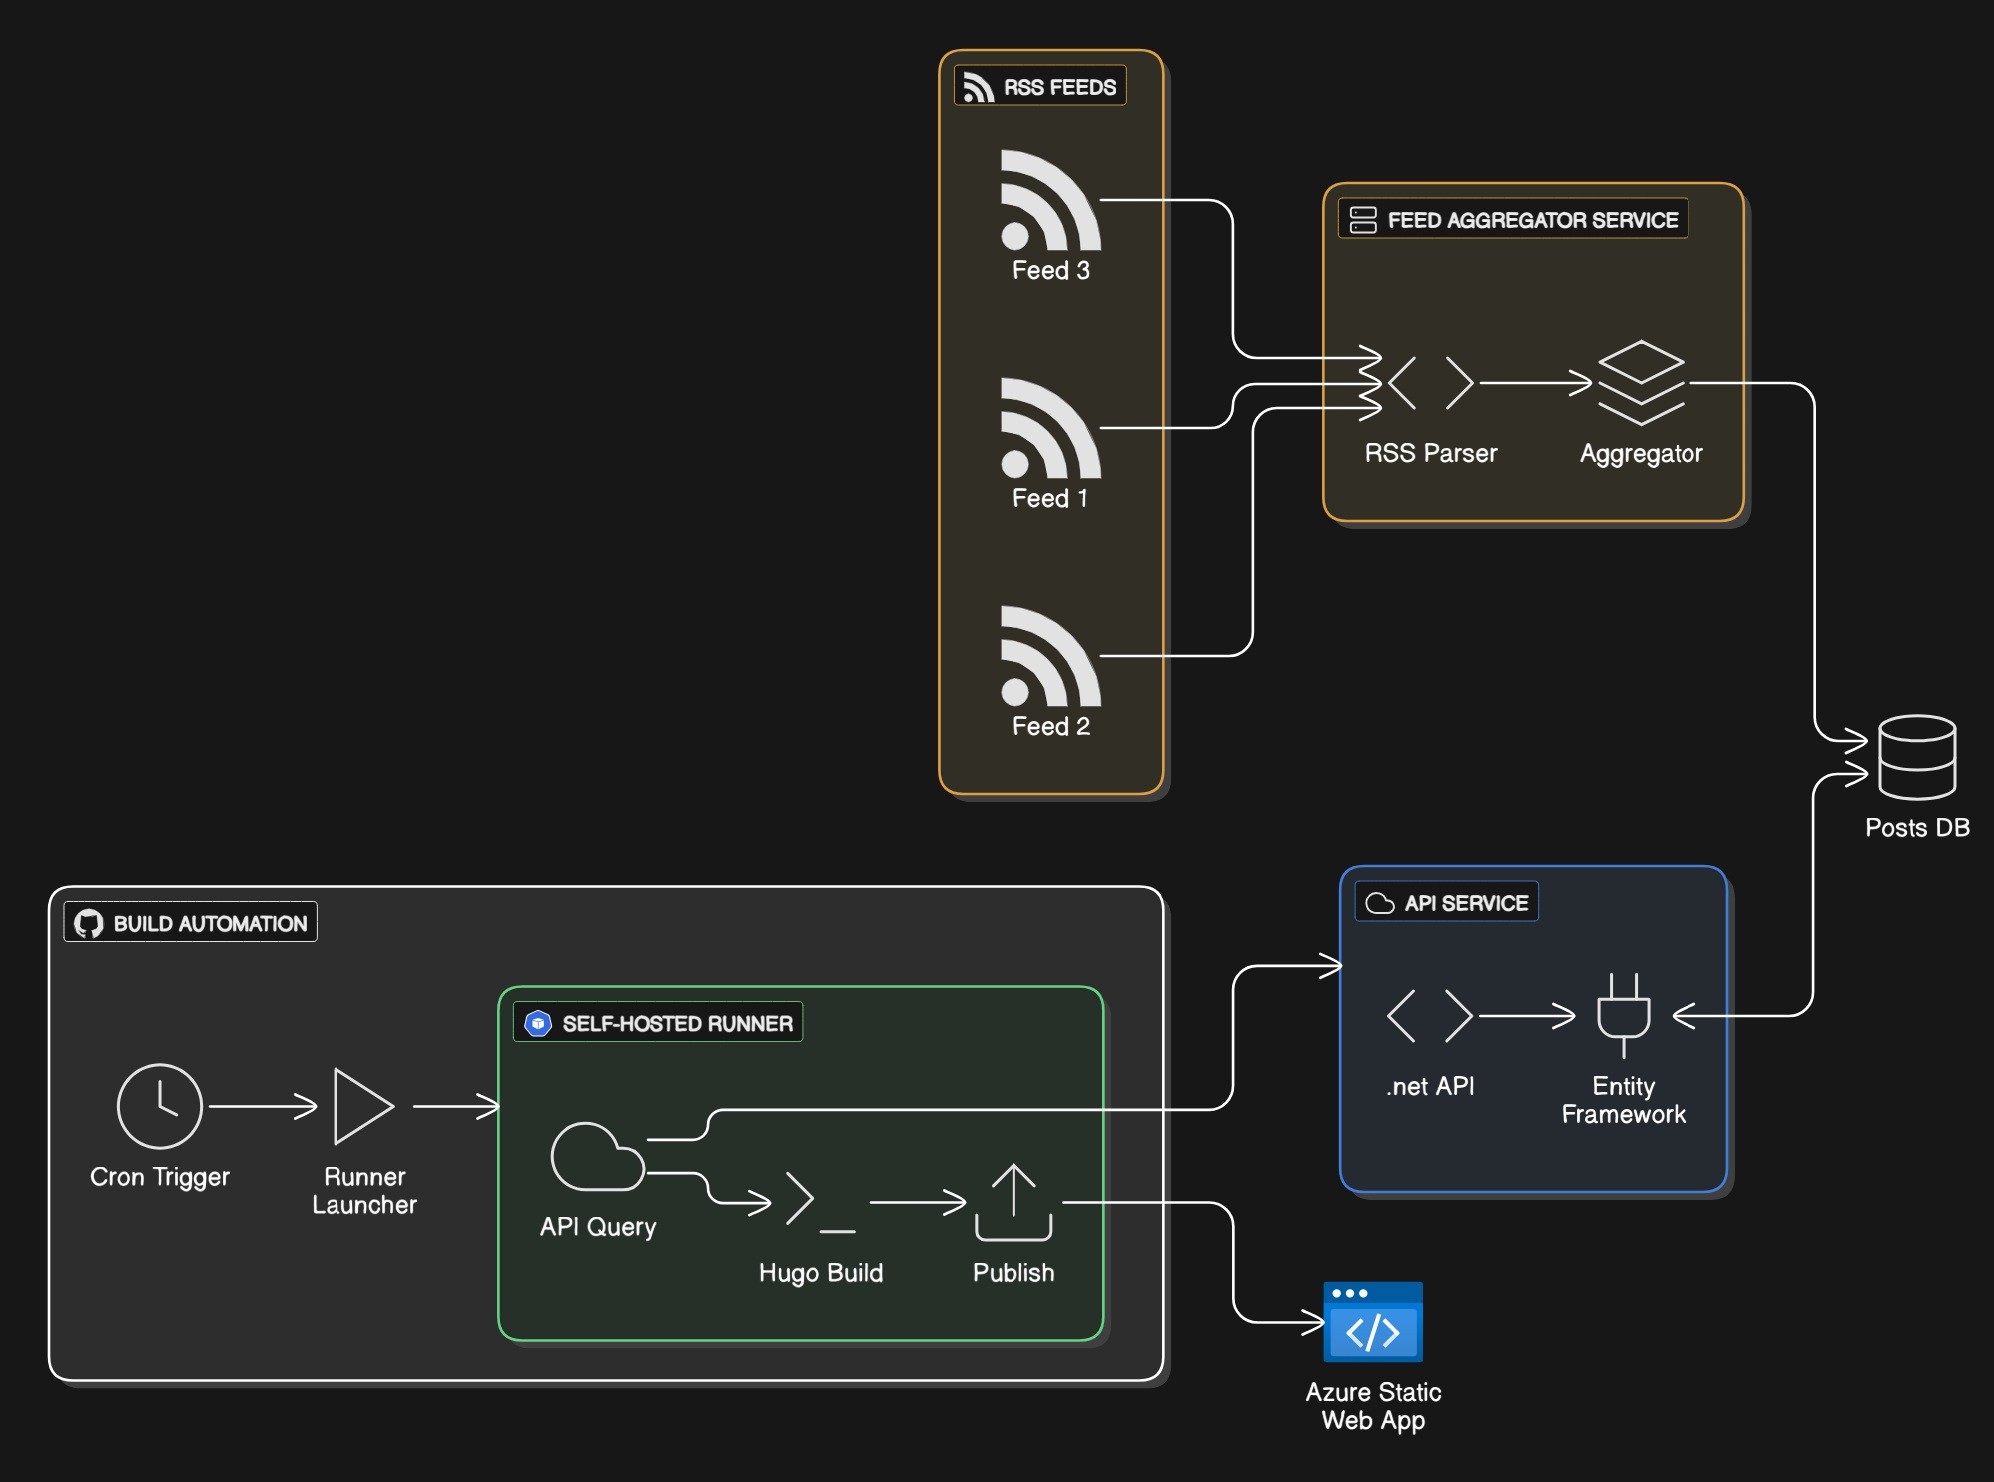 RSS FEEDS
Feed 3
Feed 1
Feed 2
FEED AGGREGATOR SERVICE
RSS Parser
Aggregator
Posts DB
BUILD AUTOMATION
Cron Trigger
Runner
Launcher
SELF-HOSTED RUNNER
API Query
Hugo Build
Publish
API SERVICE
.net API
Entity
Framework
Azure Static
Web App